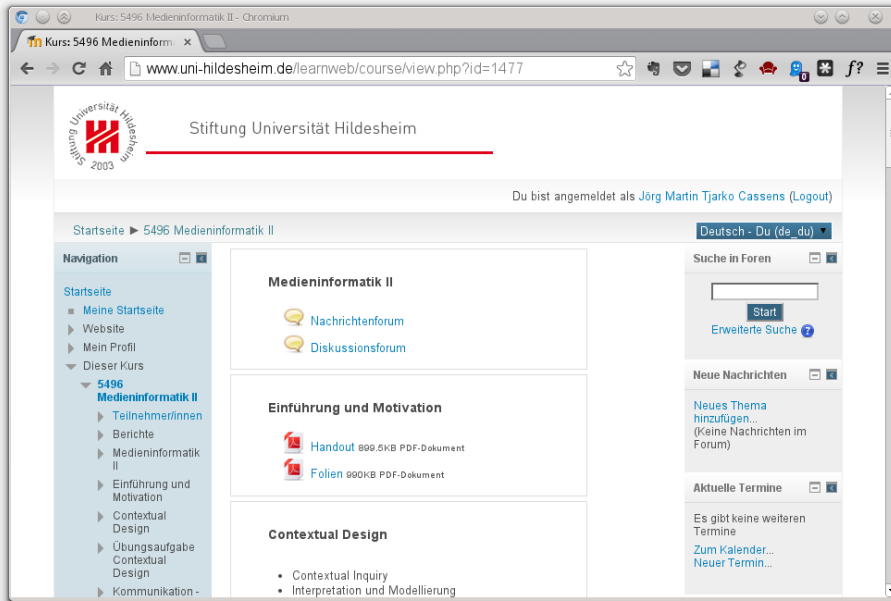 Kurs: 5496 Medieninformatik II - Chromium
Kurs: 5496 Medieninform
www.uni-hildesheim.de/learnweb/course/view.php?id=1477
0
f?
Stiftung Universität Hildesheim
2003
Stiftung Universität Hildesheim
Du bist angemeldet als Jörg Martin Tjarko Cassens (Logout)
Startseite ► 5496 Medieninformatik II
Deutsch - Du (de_du)
Navigation
Startseite
Meine Startseite
Website
Mein Profil
Dieser Kurs
5496
Medieninformatik II
Teilnehmer/innen
Berichte
Medieninformatik
II
Einführung und
Motivation
Contextual
Design
Übungsaufgabe
Contextual
Design
Kommunikation -
Medieninformatik II
Nachrichtenforum
Diskussionsforum
Einführung und Motivation
Handout 899.5KB PDF-Dokument
Folien 990KB PDF-Dokument
Contextual Design
• Contextual Inquiry
• Interpretation und Modellierung
Suche in Foren
Start
Erweiterte Suche ?
Neue Nachrichten
Neues Thema
hinzufügen...
(Keine Nachrichten im
Forum)
Aktuelle Termine
Es gibt keine weiteren
Termine
Zum Kalender...
Neuer Termin...